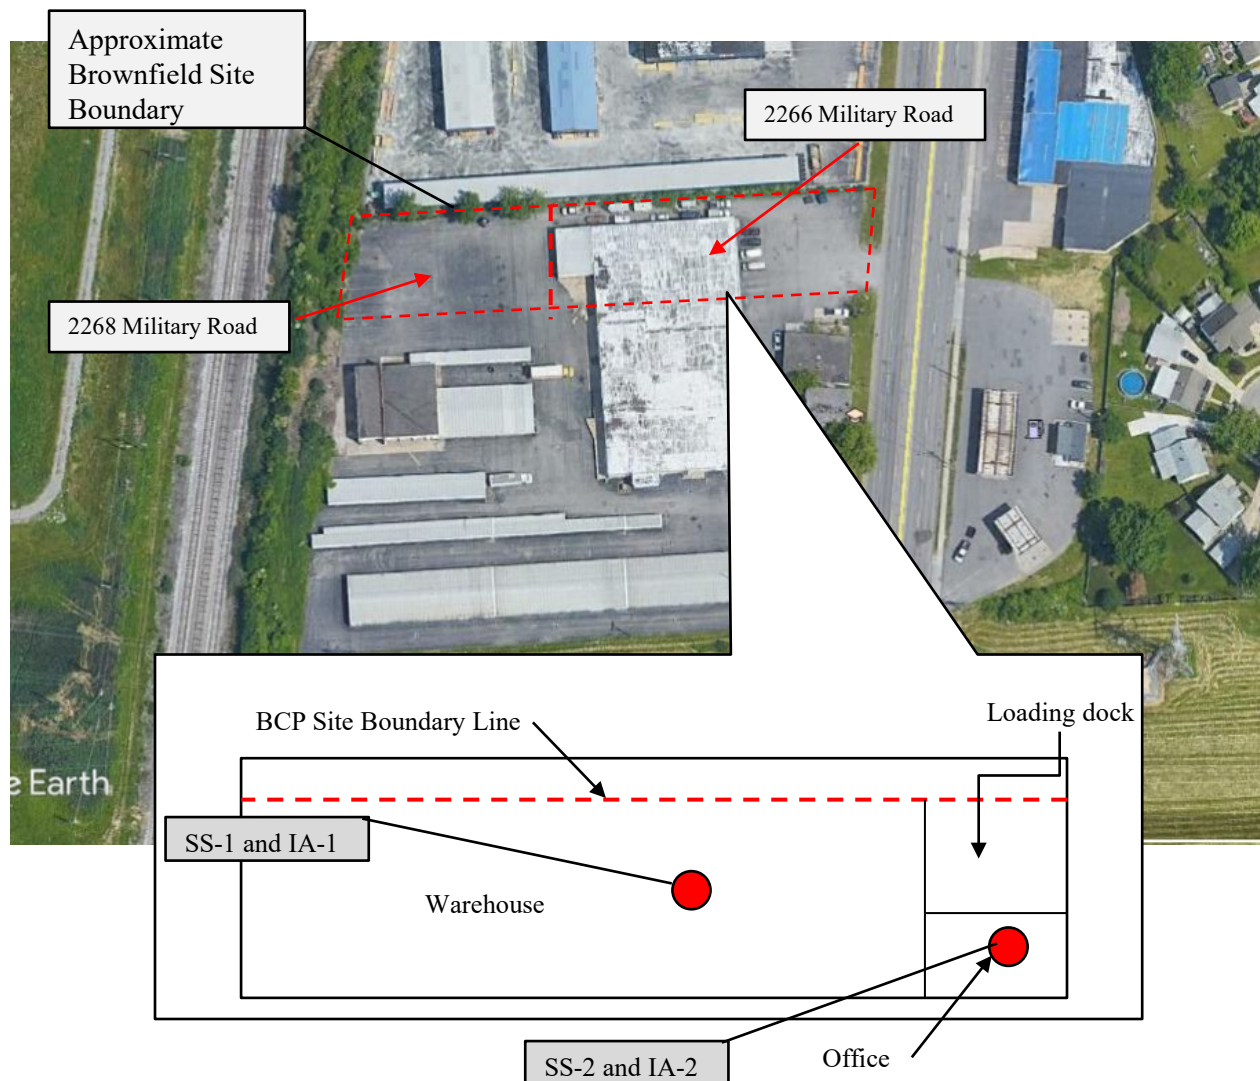 Approximate
Brownfield Site
Boundary
2266 Military Road
2268 Military Road
BCP Site Boundary Line
Loading dock
e Earth
SS-1 and IA-1
Warehouse
SS-2 and IA-2
Office